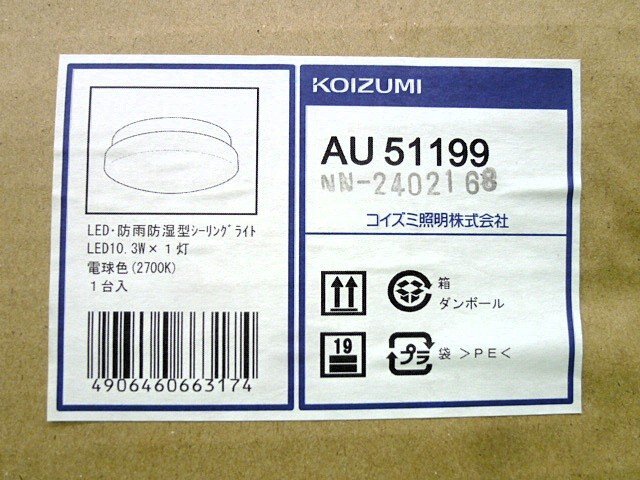 LED・防雨防湿型シーリングライト
LED10.3W×1灯
電球色(2700K)
1台入
4906460663174
KOIZUMI
AU 51199
NN-2402168
コイズミ照明株式会社
箱
ダンボール
19
プラ
袋 >PE<